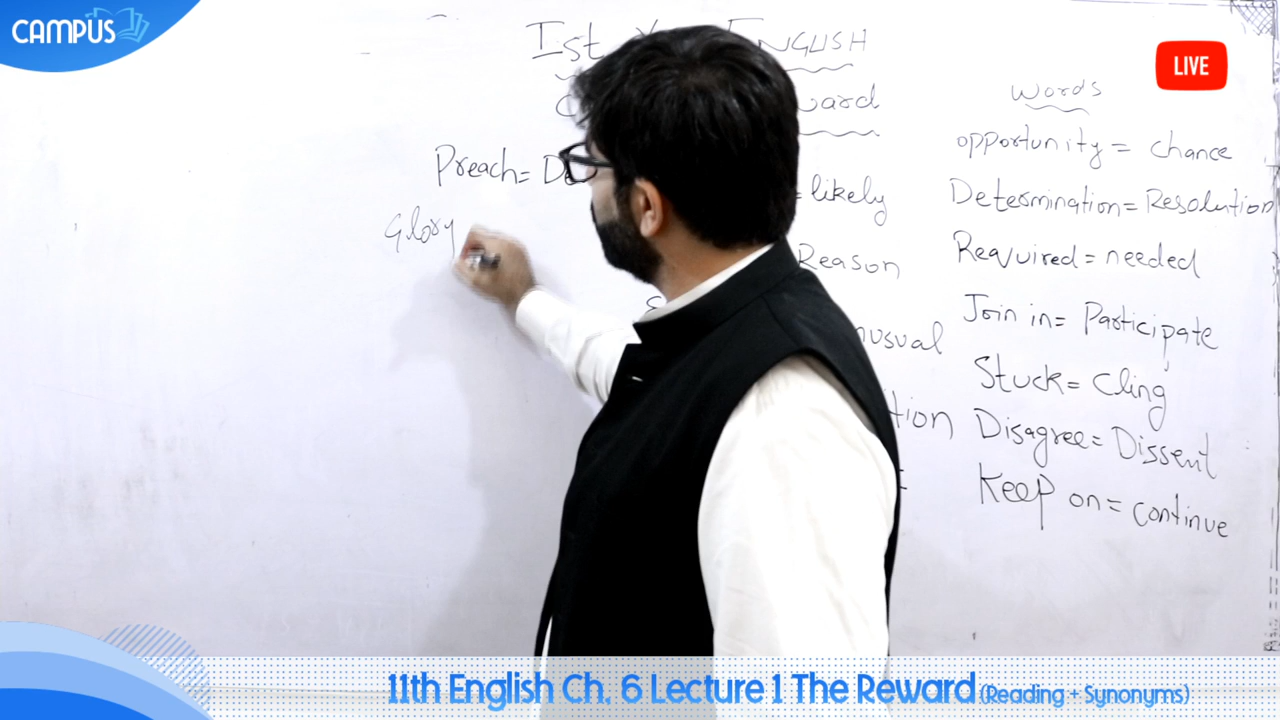 CAMPUS
LIVE
Ist ENGLISH
ward
Words
opportunity = chance
Determination = Resolution
Required = needed
Join in = Participate
Stuck = cling
Disagree = Dissent
Keep on = continue
Preach = De
Glory
= likely
Reason
nusual
tion
11th English Ch. 6 Lecture 1 The Reward (Reading + Synonyms)